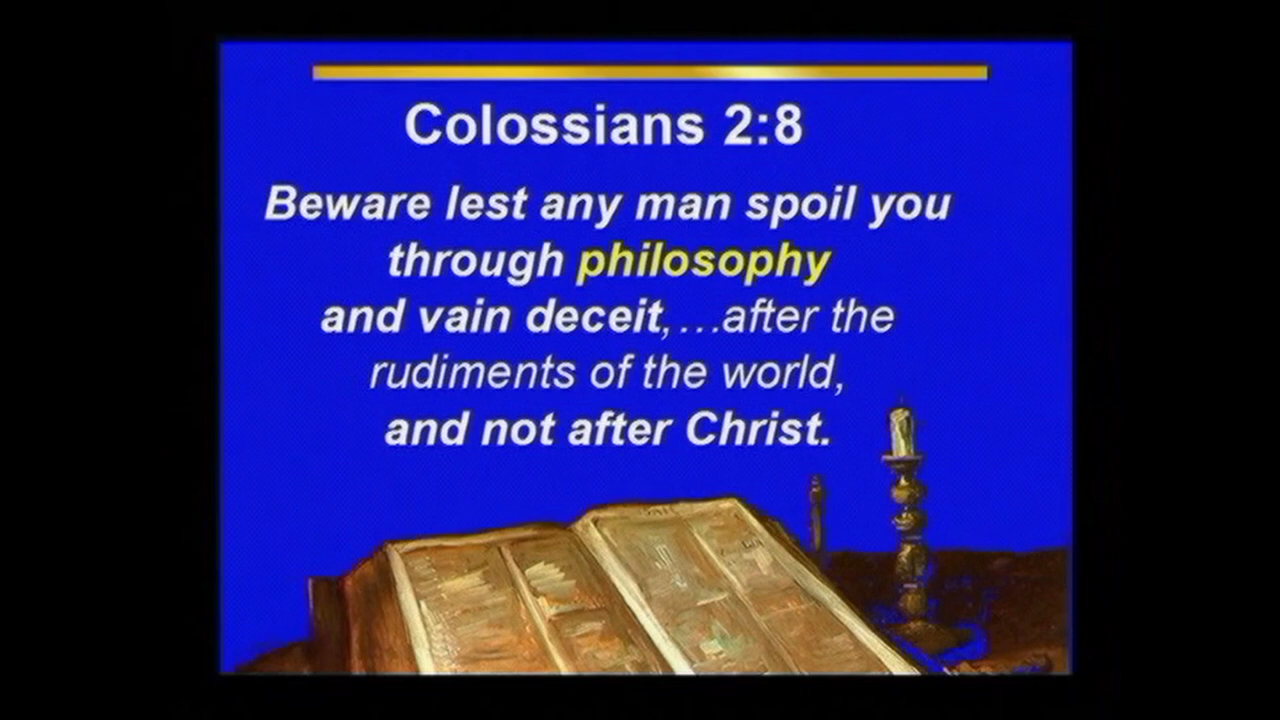 Colossians 2:8
Beware lest any man spoil you
through philosophy
and vain deceit,…after the
rudiments of the world,
and not after Christ.